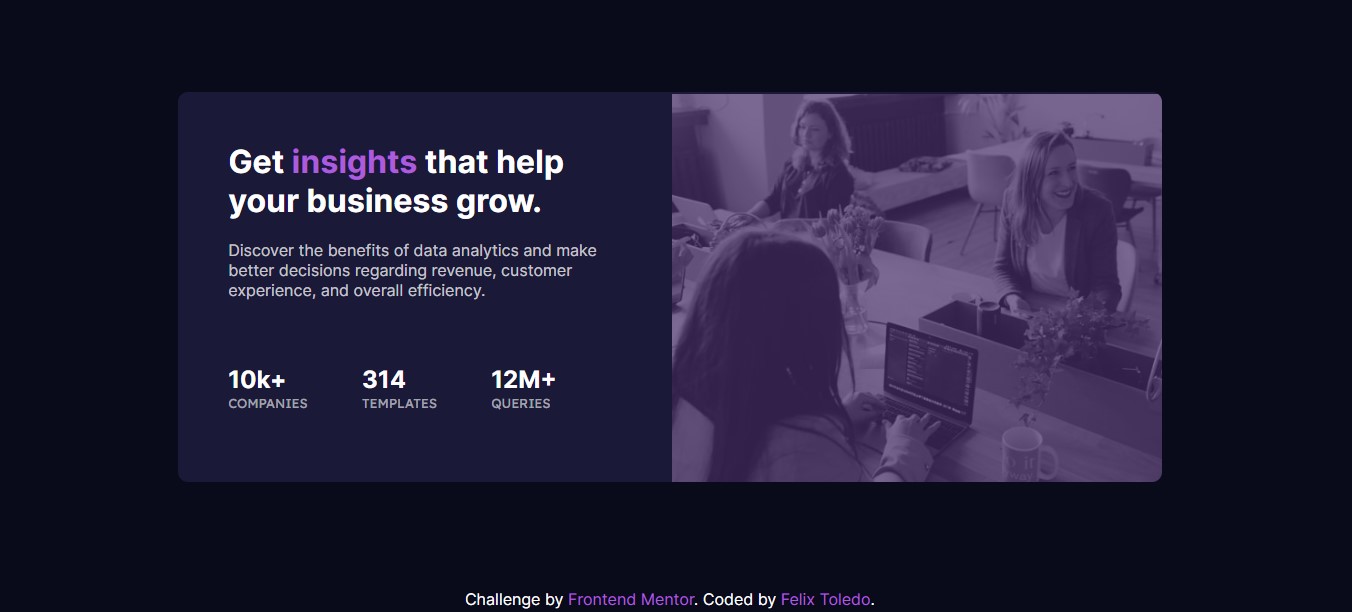 Get insights that help
your business grow.
Discover the benefits of data analytics and make
better decisions regarding revenue, customer
experience, and overall efficiency.
10k+
314
12M+
COMPANIES
TEMPLATES
QUERIES
Challenge by Frontend Mentor. Coded by Felix Toledo.